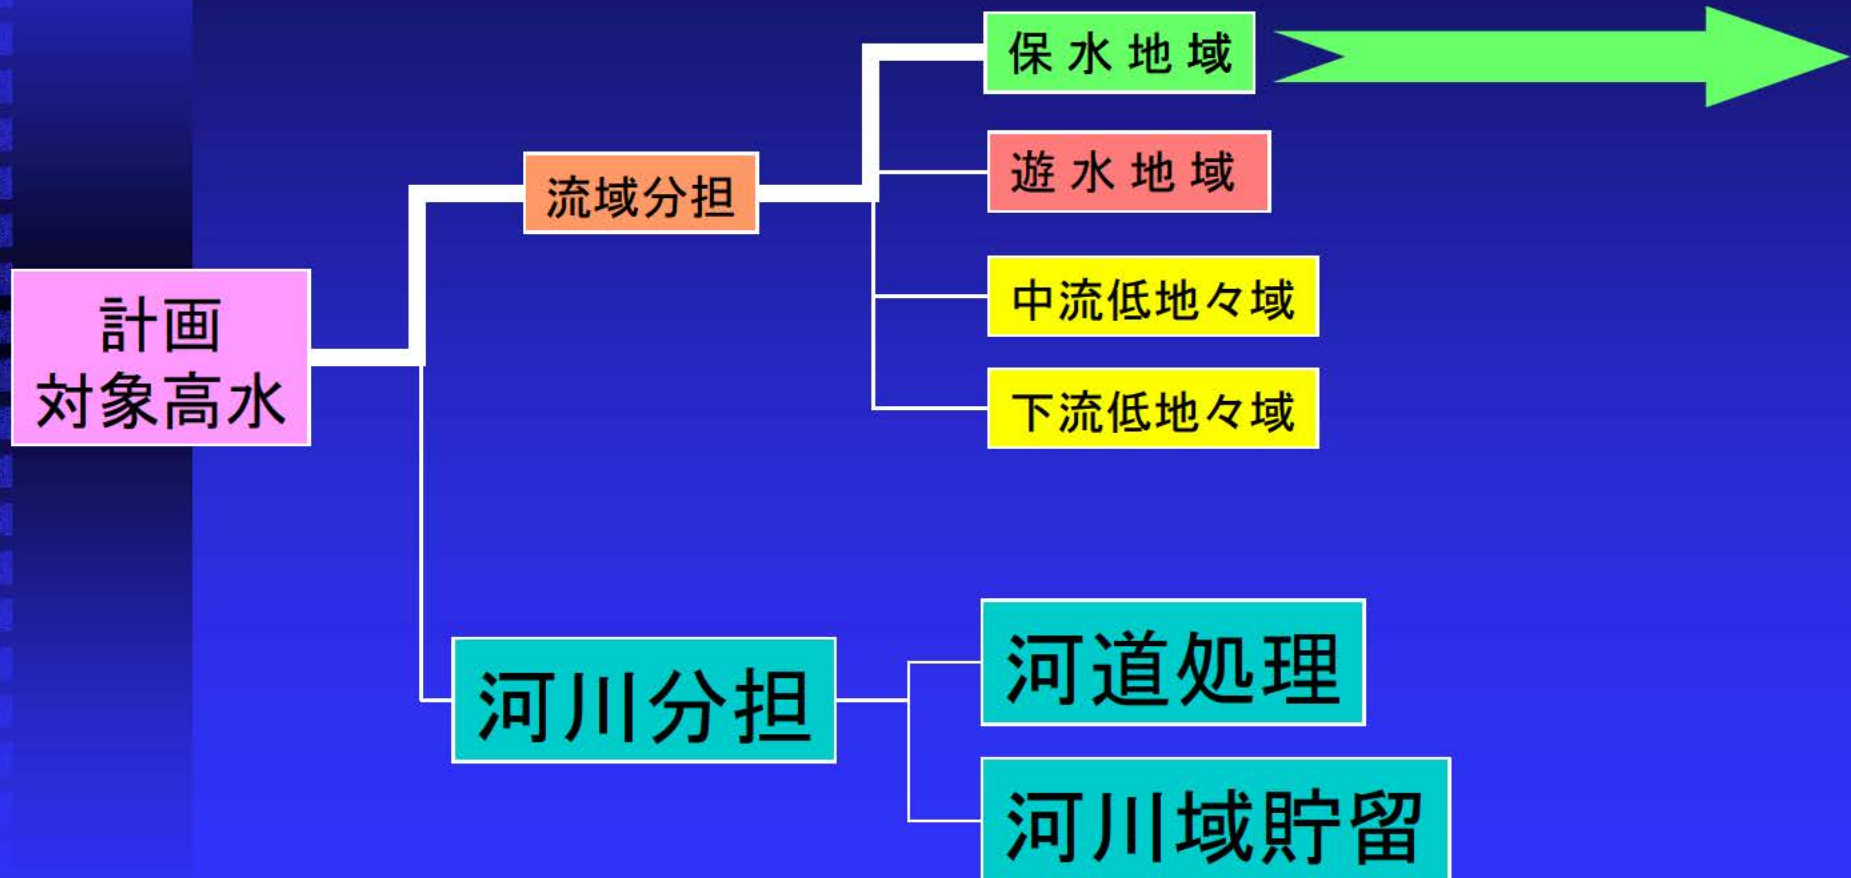 保水地域
遊水地域
流域分担
中流低地々域
計画
対象高水
下流低地々域
河川分担
河道処理
河川域貯留